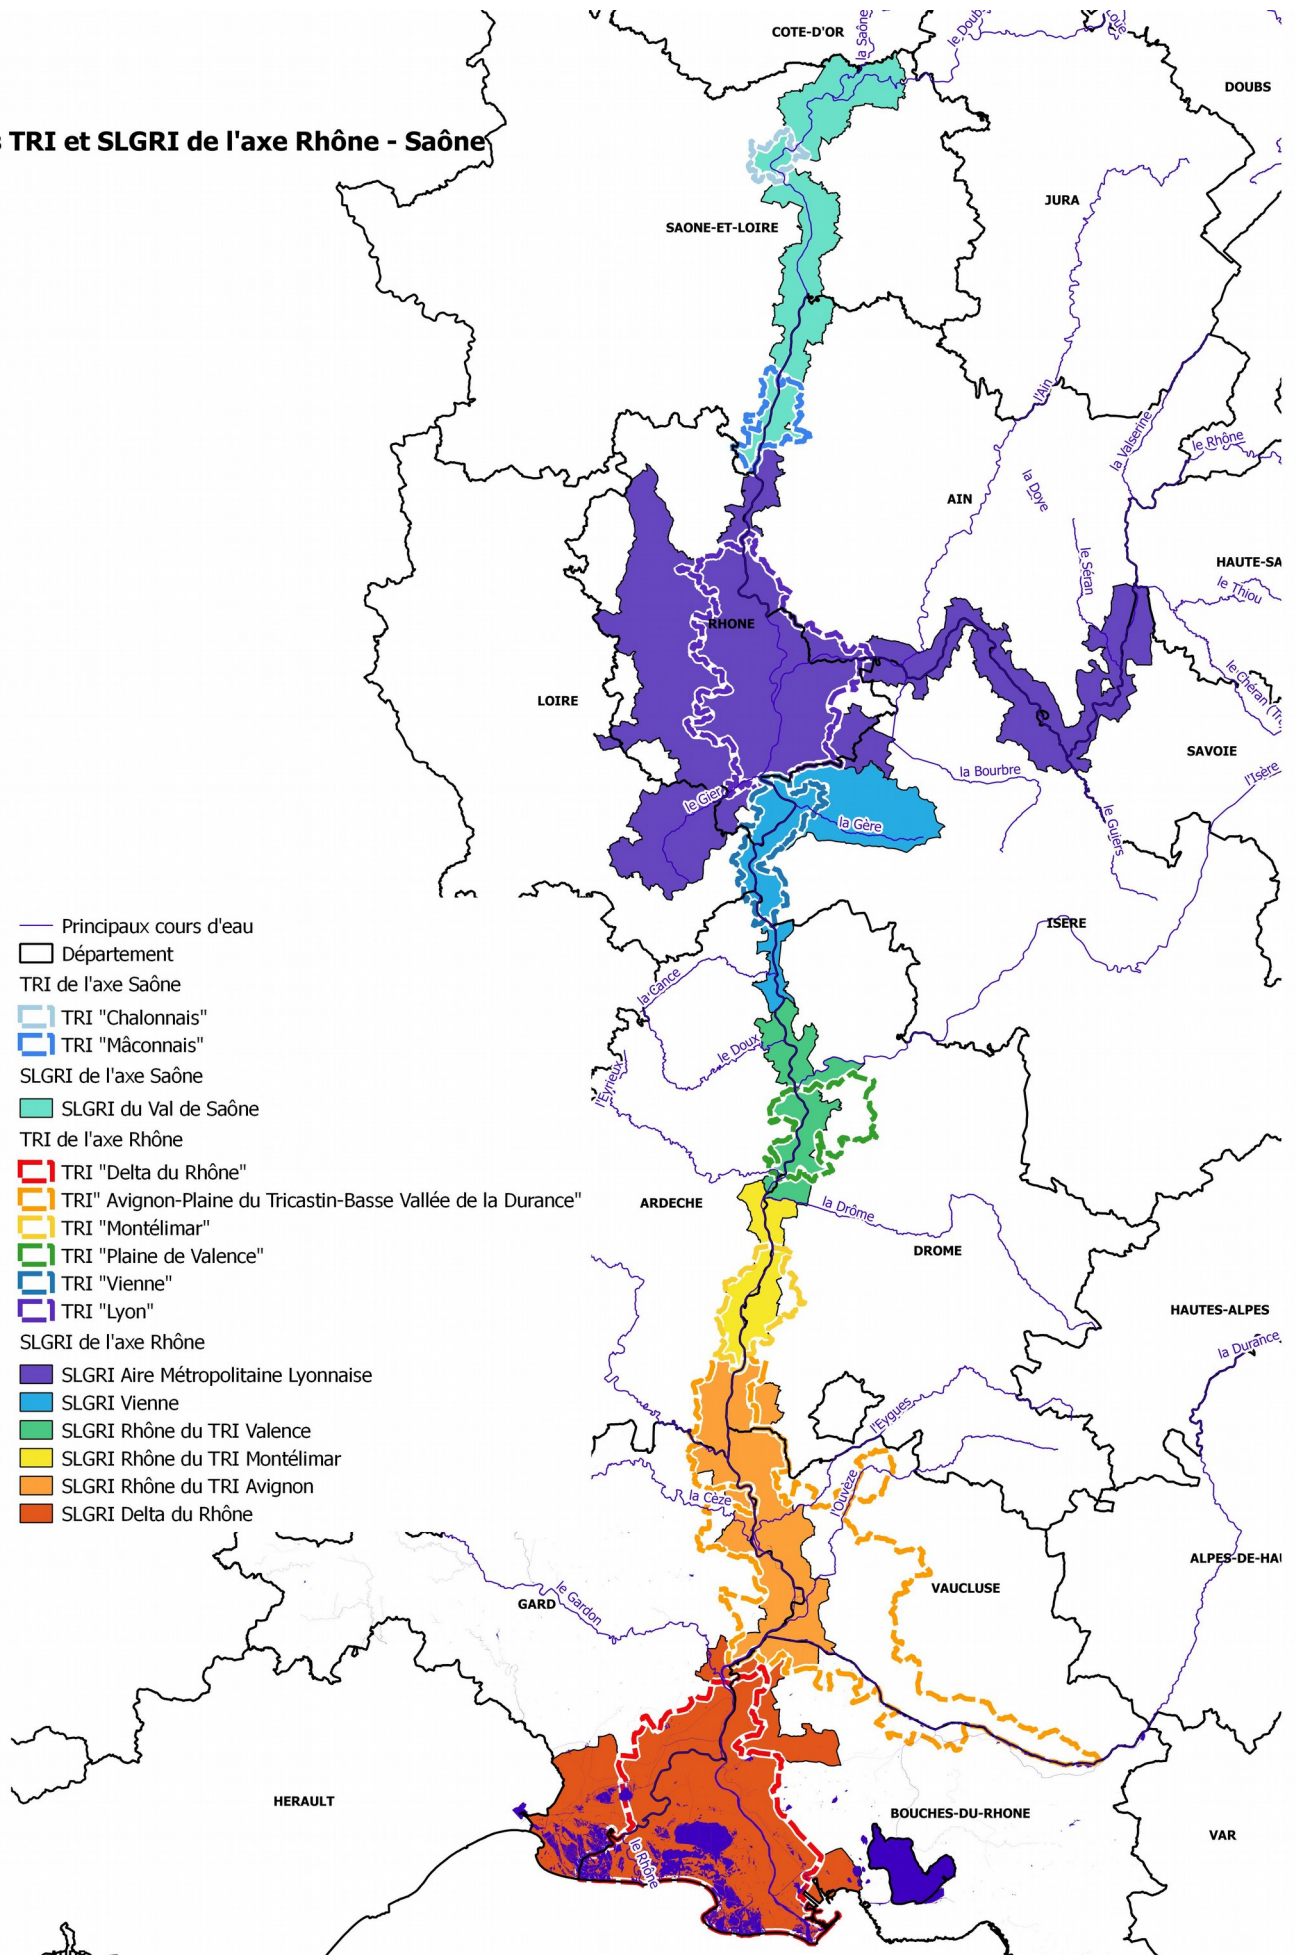 COTE-D'OR
la Saône
le Doubs
DOUBS
TRI et SLGRI de l'axe Rhône - Saône
JURA
SAONE-ET-LOIRE
l'Ain
la Valserine
le Rhône
la Doye
AIN
le Séran
HAUTE-SA
le Thiou
RHONE
le Chéran
LOIRE
SAVOIE
la Bourbre
l'Isère
le Gier
la Gère
le Guiers
ISERE
Principaux cours d'eau
Département
TRI de l'axe Saône
TRI "Chalonnais"
TRI "Mâconnais"
SLGRI de l'axe Saône
SLGRI du Val de Saône
TRI de l'axe Rhône
TRI "Delta du Rhône"
TRI" Avignon-Plaine du Tricastin-Basse Vallée de la Durance"
TRI "Montélimar"
TRI "Plaine de Valence"
TRI "Vienne"
TRI "Lyon"
SLGRI de l'axe Rhône
SLGRI Aire Métropolitaine Lyonnaise
SLGRI Vienne
SLGRI Rhône du TRI Valence
SLGRI Rhône du TRI Montélimar
SLGRI Rhône du TRI Avignon
SLGRI Delta du Rhône
la Cance
le Doux
l'Eyrieux
ARDECHE
la Drôme
DROME
HAUTES-ALPES
la Durance
l'Eygues
l'Ouvèze
la Cèze
ALPES-DE-HAU
VAUCLUSE
GARD
le Gardon
HERAULT
BOUCHES-DU-RHONE
VAR
le Rhône